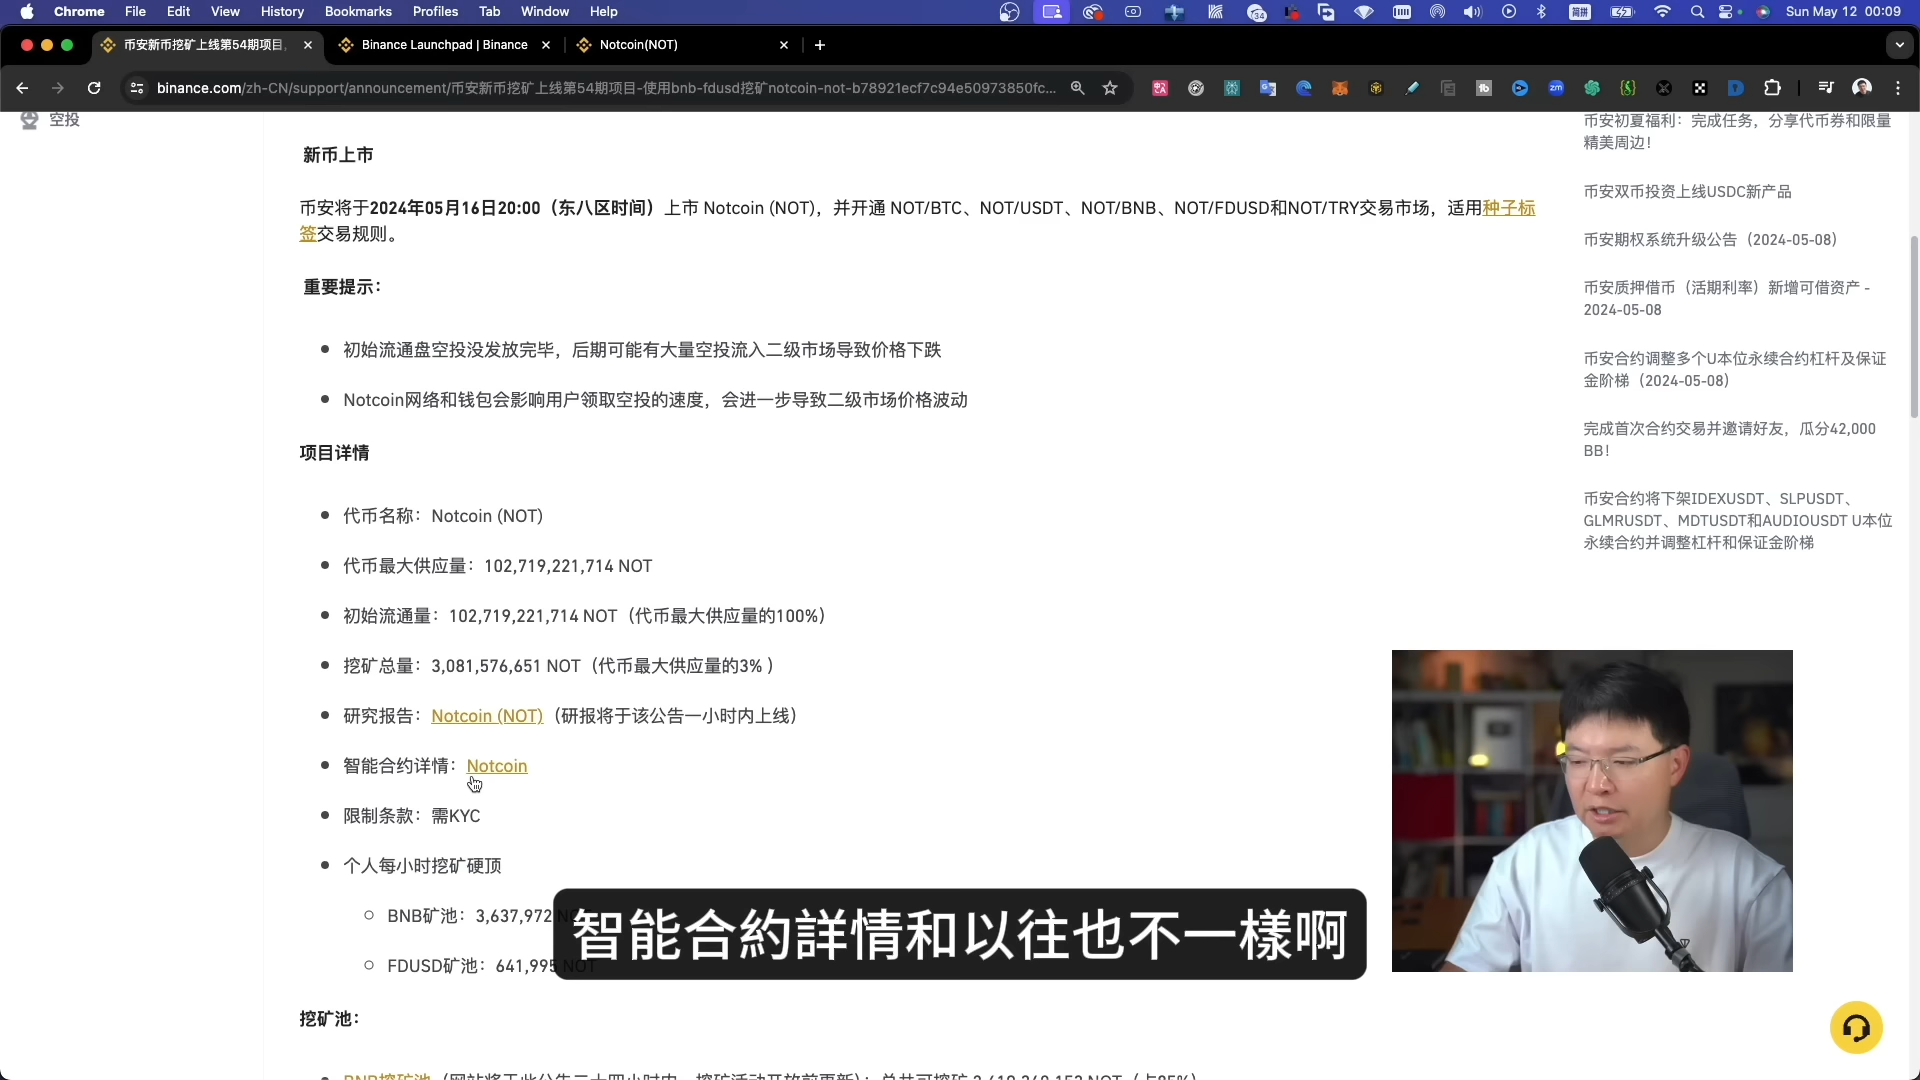 Chrome File Edit View History Bookmarks Profiles Tab Window Help 34 简拼 Sun May 12 00:09
币安新币挖矿上线第54期项目, Binance Launchpad | Binance Notcoin(NOT)
binance.com/zh-CN/support/announcement/币安新币挖矿上线第54期项目-使用bnb-fdusd挖矿notcoin-not-b78921ecf7c94e50973850fc...
空投
新币上市
币安将于2024年05月16日20:00（东八区时间）上市 Notcoin (NOT)，并开通 NOT/BTC、NOT/USDT、NOT/BNB、NOT/FDUSD和NOT/TRY交易市场，适用种子标
签交易规则。
重要提示：
初始流通盘空投没发放完毕，后期可能有大量空投流入二级市场导致价格下跌
Notcoin网络和钱包会影响用户领取空投的速度，会进一步导致二级市场价格波动
项目详情
代币名称：Notcoin (NOT)
代币最大供应量：102,719,221,714 NOT
初始流通量：102,719,221,714 NOT（代币最大供应量的100%）
挖矿总量：3,081,576,651 NOT（代币最大供应量的3% ）
研究报告：Notcoin (NOT)（研报将于该公告一小时内上线）
智能合约详情：Notcoin
限制条款：需KYC
个人每小时挖矿硬顶
BNB矿池：3,637,972 NOT
FDUSD矿池：641,995 NOT
挖矿池：
币安初夏福利：完成任务，分享代币券和限量
精美周边！
币安双币投资上线USDC新产品
币安期权系统升级公告（2024-05-08）
币安质押借币（活期利率）新增可借资产 -
2024-05-08
币安合约调整多个U本位永续合约杠杆及保证
金阶梯（2024-05-08）
完成首次合约交易并邀请好友，瓜分42,000
BB！
币安合约将下架IDEXUSDT、SLPUSDT、
GLMRUSDT、MDTUSDT和AUDIOUSDT U本位
永续合约并调整杠杆和保证金阶梯
智能合約詳情和以往也不一樣啊